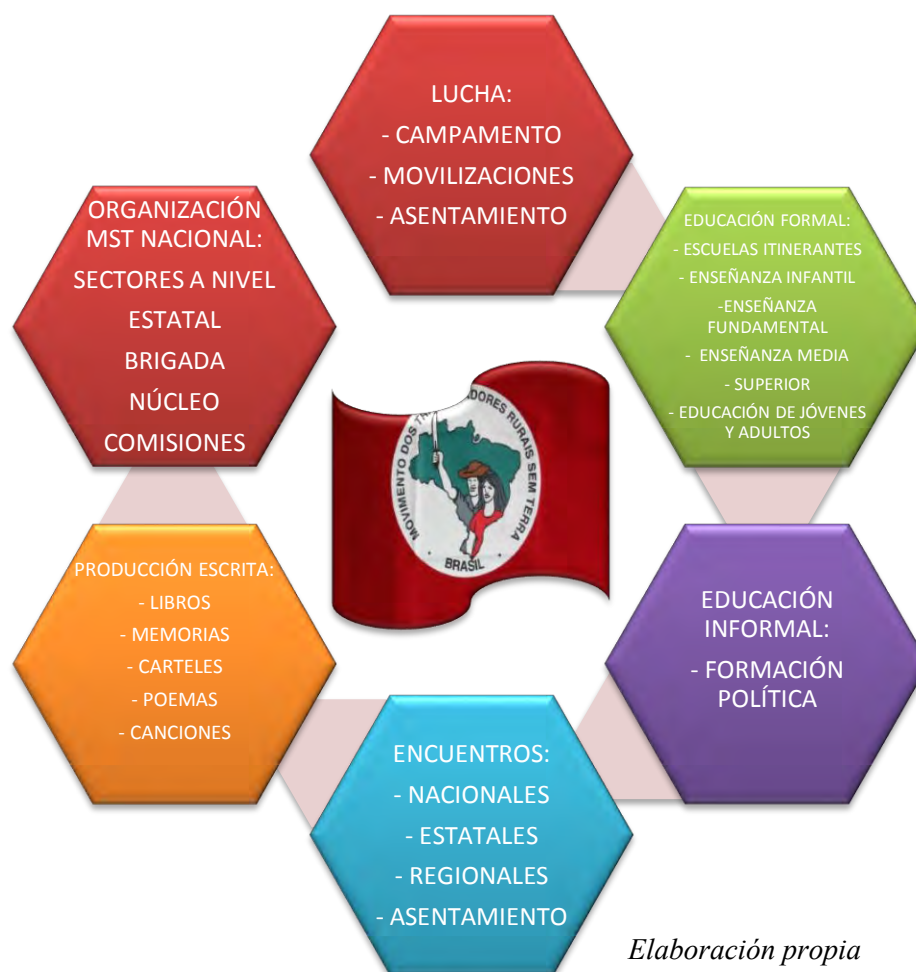 LUCHA:
- CAMPAMENTO
- MOVILIZACIONES
- ASENTAMIENTO
EDUCACIÓN FORMAL:
- ESCUELAS ITINERANTES
- ENSEÑANZA INFANTIL
-ENSEÑANZA
FUNDAMENTAL
- ENSEÑANZA MEDIA
- SUPERIOR
- EDUCACIÓN DE JÓVENES
Y ADULTOS
EDUCACIÓN
INFORMAL:
- FORMACIÓN
POLÍTICA
ENCUENTROS:
- NACIONALES
- ESTATALES
- REGIONALES
- ASENTAMIENTO
PRODUCCIÓN ESCRITA:
- LIBROS
- MEMORIAS
- CARTELES
- POEMAS
- CANCIONES
ORGANIZACIÓN
MST NACIONAL:
SECTORES A NIVEL
ESTATAL
BRIGADA
NÚCLEO
COMISIONES
MOVIMENTO DOS RURAIS SEM TERRA
· BRASIL ·
Elaboración propia